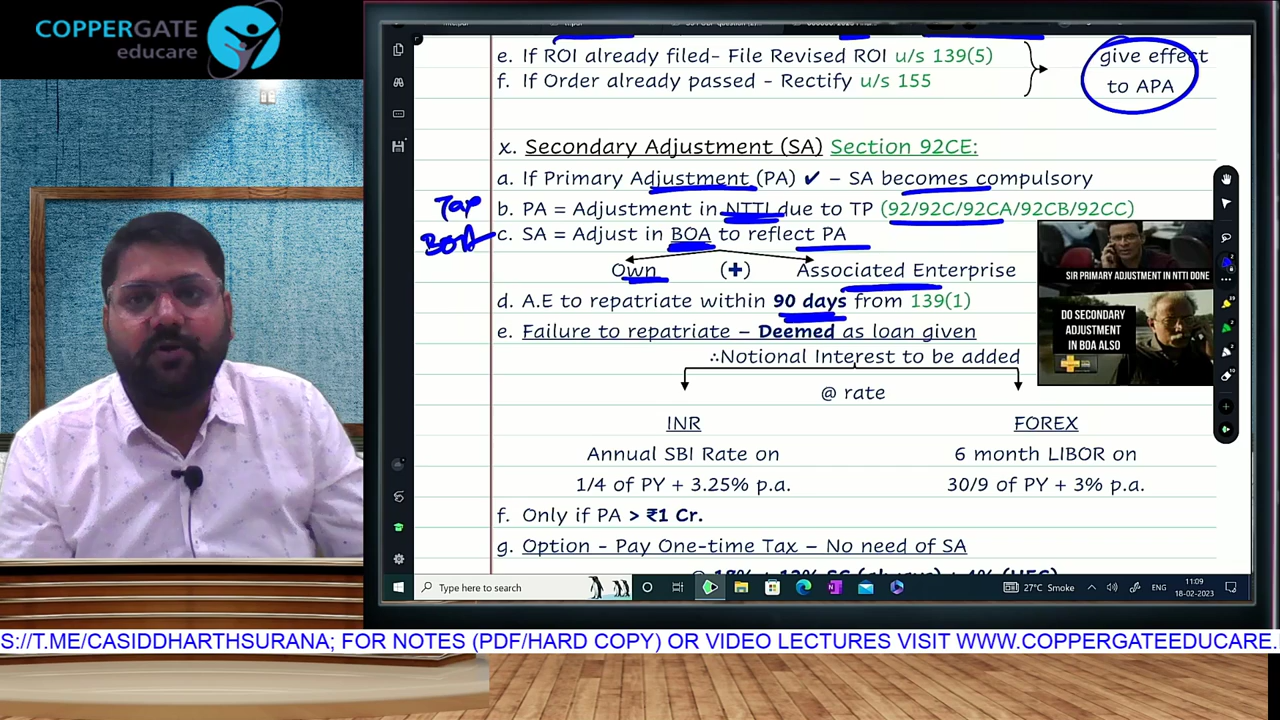 COPPERGATE
educare
e. If ROI already filed- File Revised ROI u/s 139(5)
f. If Order already passed - Rectify u/s 155
give effect
to APA
x. Secondary Adjustment (SA) Section 92CE:
a. If Primary Adjustment (PA) ✔ – SA becomes compulsory
b. PA = Adjustment in NTTI due to TP (92/92C/92CA/92CB/92CC)
BOA
c. SA = Adjust in BOA to reflect PA
Own (+) Associated Enterprise
d. A.E to repatriate within 90 days from 139(1)
e. Failure to repatriate – Deemed as loan given
∴Notional Interest to be added
@ rate
INR FOREX
Annual SBI Rate on 6 month LIBOR on
1/4 of PY + 3.25% p.a. 30/9 of PY + 3% p.a.
f. Only if PA > ₹1 Cr.
g. Option - Pay One-time Tax – No need of SA
SIR PRIMARY ADJUSTMENT IN NTTI DONE
DO SECONDARY
ADJUSTMENT
IN BOA ALSO
Type here to search
27°C Smoke
ENG
11:09
18-02-2023
S://T.ME/CASIDDHARTHSURANA; FOR NOTES (PDF/HARD COPY) OR VIDEO LECTURES VISIT WWW.COPPERGATEEDUCARE.